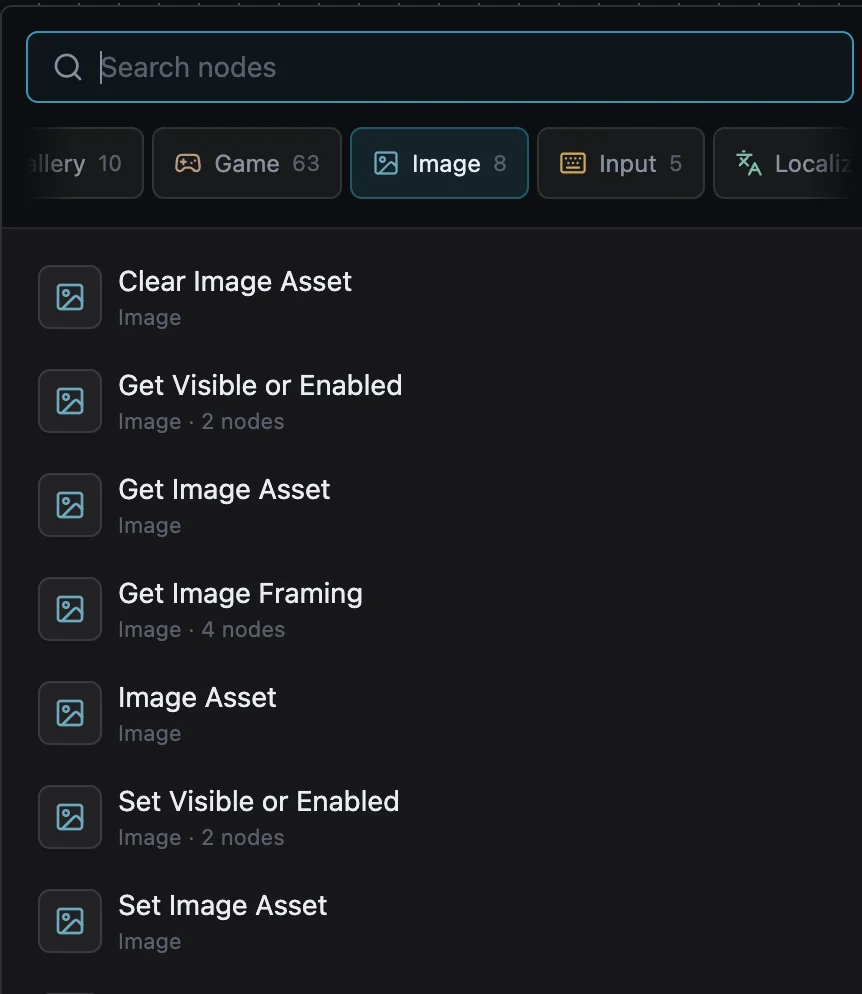 Search nodes
allery 10
Game 63
Image 8
Input 5
Localiz
Clear Image Asset
Image
Get Visible or Enabled
Image · 2 nodes
Get Image Asset
Image
Get Image Framing
Image · 4 nodes
Image Asset
Image
Set Visible or Enabled
Image · 2 nodes
Set Image Asset
Image